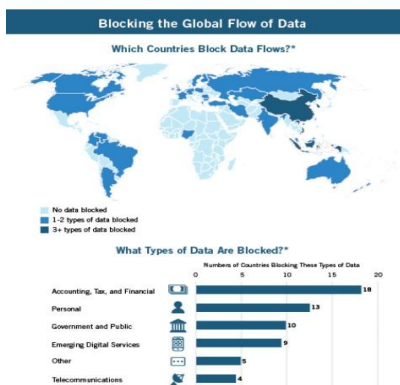 Blocking the Global Flow of Data
Which Countries Block Data Flows?*
No data blocked
1-2 types of data blocked
3+ types of data blocked
What Types of Data Are Blocked?*
Numbers of Countries Blocking These Types of Data
0 5 10 15 20
Accounting, Tax, and Financial 18
Personal 13
Government and Public 10
Emerging Digital Services 9
Other 5
Telecommunications 4